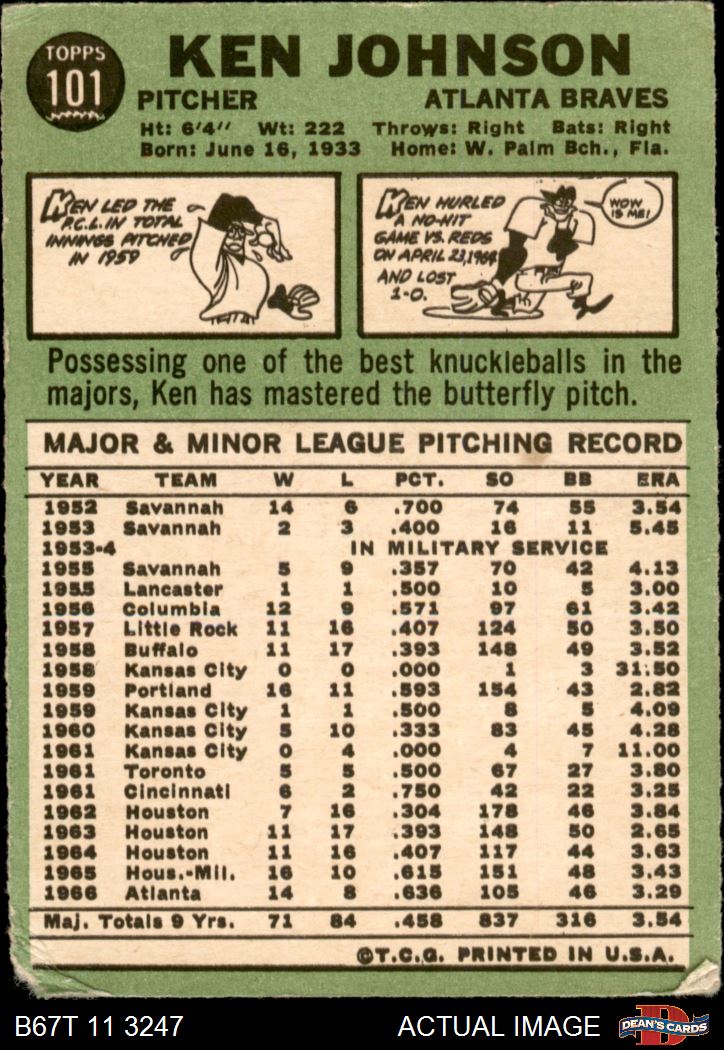 TOPPS
101
KEN JOHNSON
PITCHER ATLANTA BRAVES
Ht: 6'4" Wt: 222 Throws: Right Bats: Right
Born: June 16, 1933 Home: W. Palm Bch., Fla.
KEN LED THE
P.C.L. IN TOTAL
INNINGS PITCHED
IN 1959
KEN HURLED
A NO-HIT
GAME VS. REDS
ON APRIL 23, 1964
AND LOST
1-0.
WOW
IS ME!
Possessing one of the best knuckleballs in the
majors, Ken has mastered the butterfly pitch.
MAJOR & MINOR LEAGUE PITCHING RECORD
YEAR TEAM W L PCT. SO BB ERA
1952 Savannah 14 6 .700 74 55 3.54
1953 Savannah 2 3 .400 16 11 5.45
1953-4 IN MILITARY SERVICE
1955 Savannah 5 9 .357 70 42 4.13
1955 Lancaster 1 1 .500 10 5 3.00
1956 Columbia 12 9 .571 97 61 3.42
1957 Little Rock 11 16 .407 124 50 3.50
1958 Buffalo 11 17 .393 148 49 3.52
1958 Kansas City 0 0 .000 1 3 31.50
1959 Portland 16 11 .593 154 43 2.82
1959 Kansas City 1 1 .500 8 5 4.09
1960 Kansas City 5 10 .333 83 45 4.28
1961 Kansas City 0 4 .000 4 7 11.00
1961 Toronto 5 5 .500 67 27 3.80
1961 Cincinnati 6 2 .750 42 22 3.25
1962 Houston 7 16 .304 178 46 3.84
1963 Houston 11 17 .393 148 50 2.65
1964 Houston 11 16 .407 117 44 3.63
1965 Hous.-Mil. 16 10 .615 151 48 3.43
1966 Atlanta 14 8 .636 105 46 3.29
Maj. Totals 9 Yrs. 71 84 .458 837 316 3.54
©T.C.G. PRINTED IN U.S.A.
B67T 11 3247 ACTUAL IMAGE
D
DEAN'S CARDS